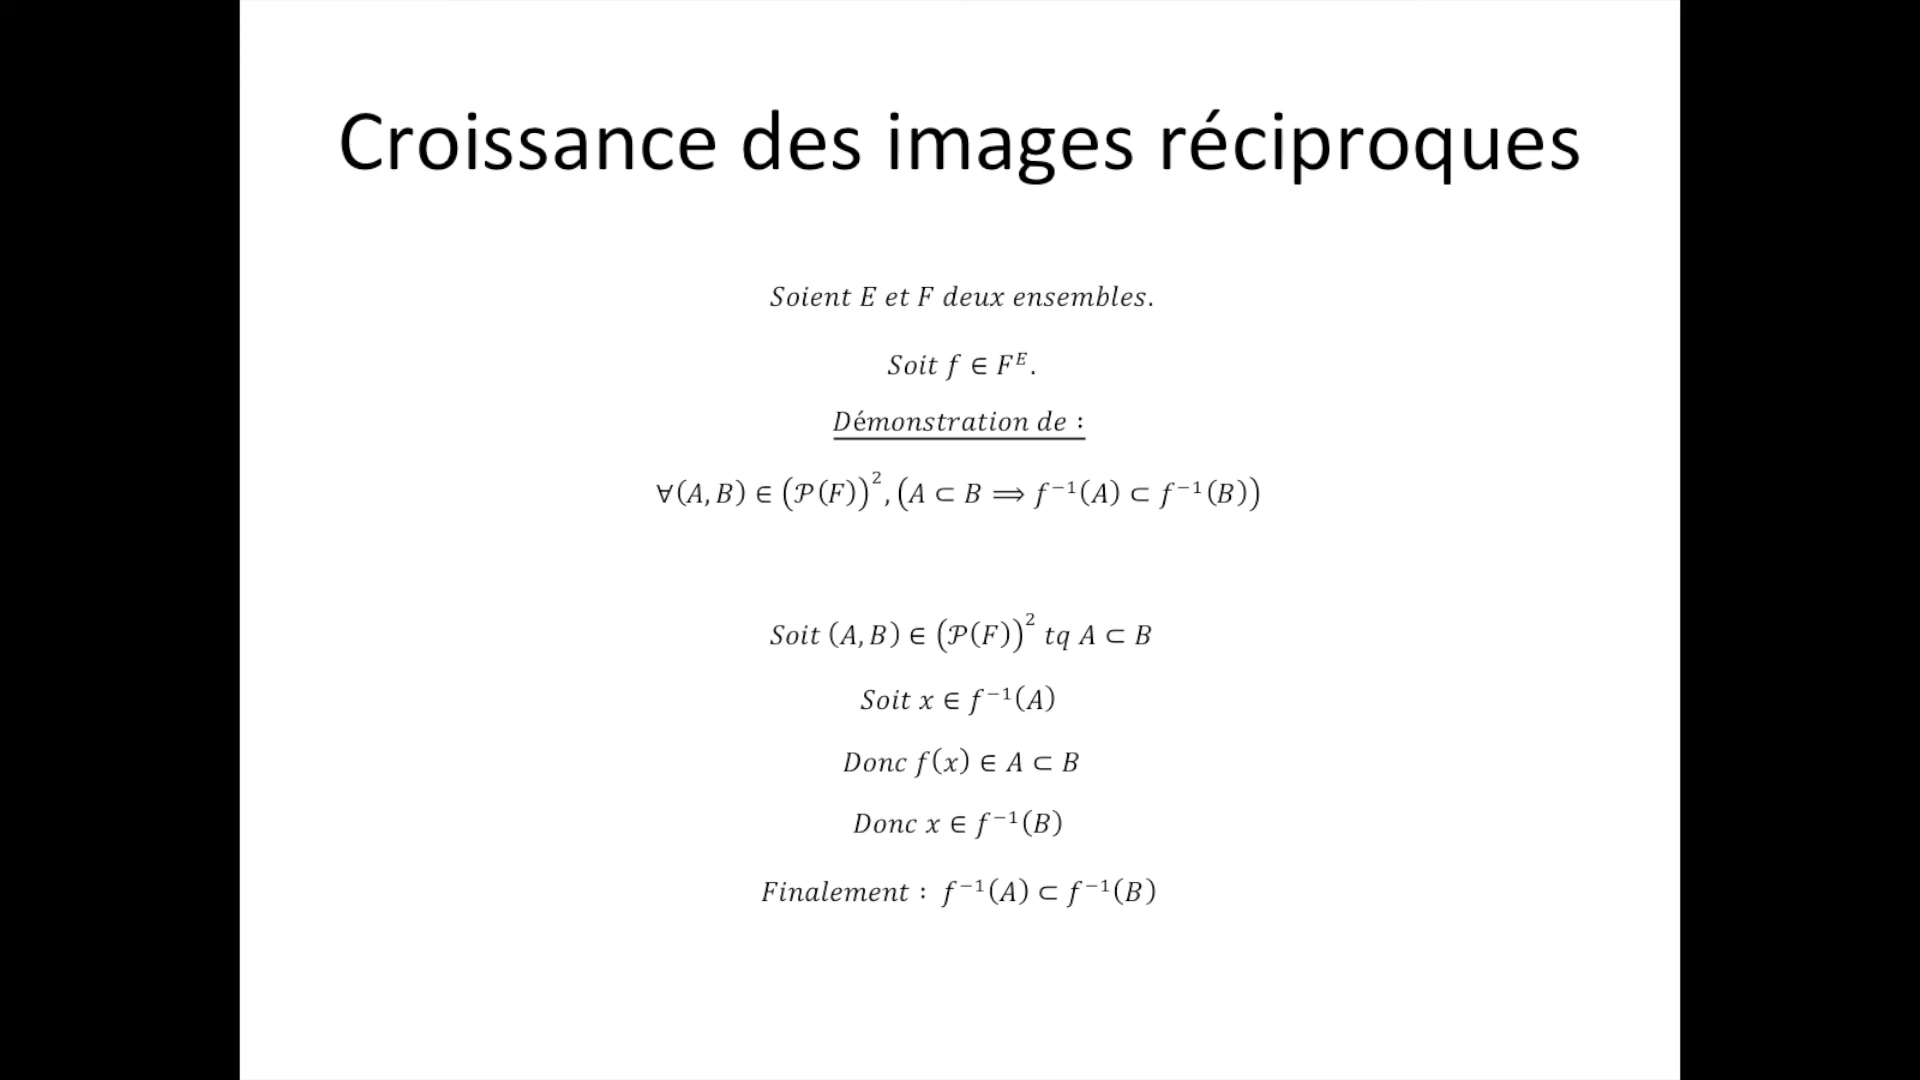 Croissance des images réciproques
Soient E et F deux ensembles.
Soit f ∈ Fᴱ.
Démonstration de :
∀(A, B) ∈ (𝒫(F))², (A ⊂ B ⟹ f⁻¹(A) ⊂ f⁻¹(B))
Soit (A, B) ∈ (𝒫(F))² tq A ⊂ B
Soit x ∈ f⁻¹(A)
Donc f(x) ∈ A ⊂ B
Donc x ∈ f⁻¹(B)
Finalement : f⁻¹(A) ⊂ f⁻¹(B)